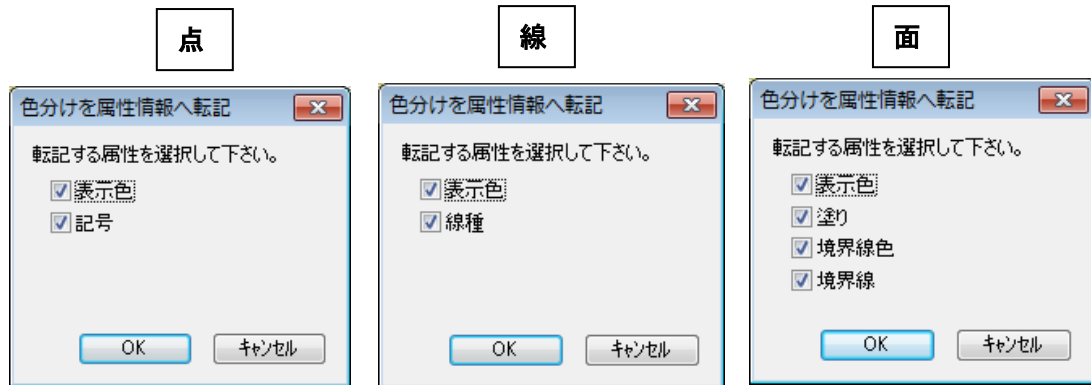 点
色分けを属性情報へ転記
転記する属性を選択して下さい。
表示色
記号
OK
キャンセル
線
色分けを属性情報へ転記
転記する属性を選択して下さい。
表示色
線種
OK
キャンセル
面
色分けを属性情報へ転記
転記する属性を選択して下さい。
表示色
塗り
境界線色
境界線
OK
キャンセル